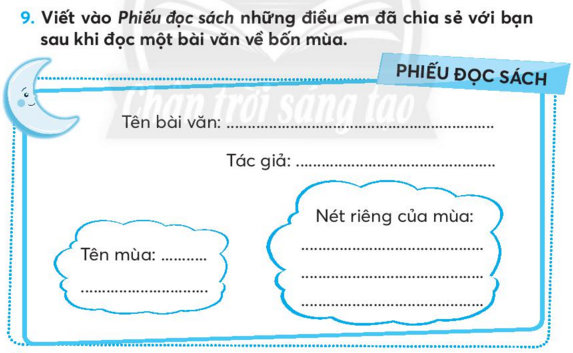 9. Viết vào Phiếu đọc sách những điều em đã chia sẻ với bạn
sau khi đọc một bài văn về bốn mùa.
PHIẾU ĐỌC SÁCH
Chân trời sáng tạo
Tên bài văn: ................................................................
Tác giả: ................................................
Nét riêng của mùa:
............................................
............................................
............................................
Tên mùa: ...........
..............................